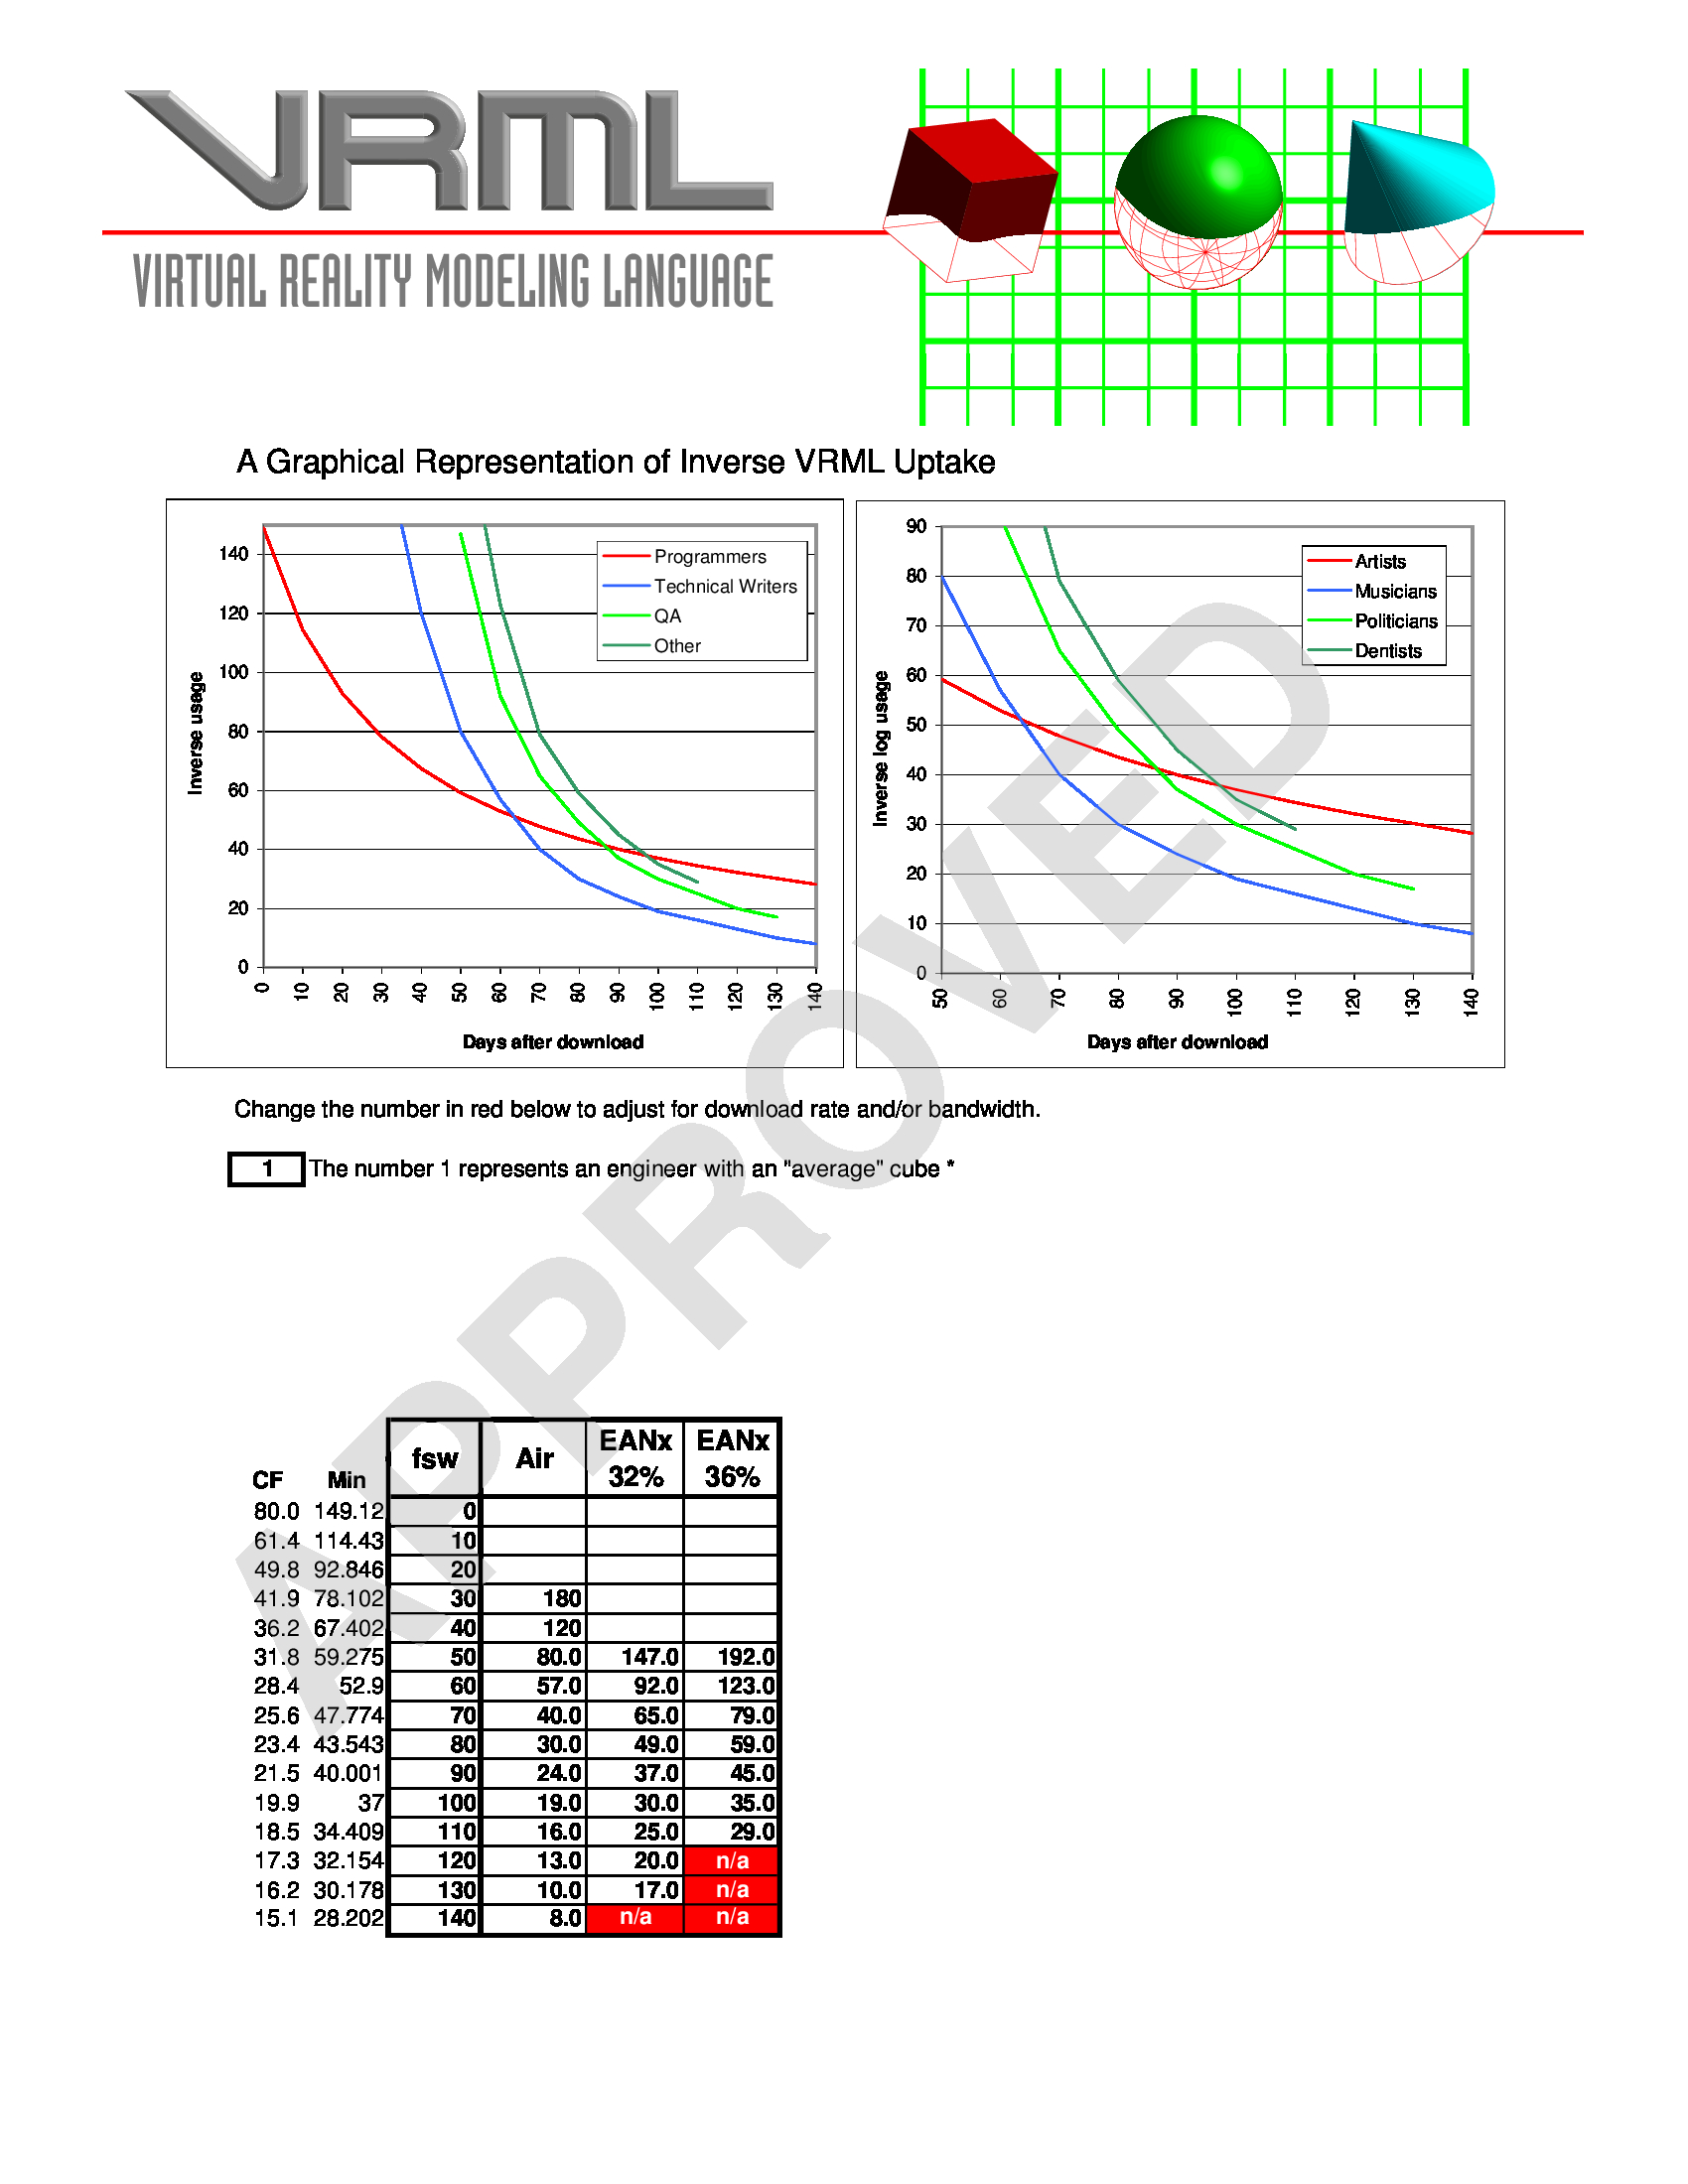 VRML
VIRTUAL REALITY MODELING LANGUAGE
A Graphical Representation of Inverse VRML Uptake
Inverse usage
140
120
100
80
60
40
20
0
0 10 20 30 40 50 60 70 80 90 100 110 120 130 140
Days after download
Programmers
Technical Writers
QA
Other
Inverse log usage
90
80
70
60
50
40
30
20
10
0
50 60 70 80 90 100 110 120 130 140
Days after download
Artists
Musicians
Politicians
Dentists
APPROVED
Change the number in red below to adjust for download rate and/or bandwidth.
1 The number 1 represents an engineer with an "average" cube *
CF Min fsw Air EANx 32% EANx 36%
80.0 149.12 0
61.4 114.43 10
49.8 92.846 20
41.9 78.102 30 180
36.2 67.402 40 120
31.8 59.275 50 80.0 147.0 192.0
28.4 52.9 60 57.0 92.0 123.0
25.6 47.774 70 40.0 65.0 79.0
23.4 43.543 80 30.0 49.0 59.0
21.5 40.001 90 24.0 37.0 45.0
19.9 37 100 19.0 30.0 35.0
18.5 34.409 110 16.0 25.0 29.0
17.3 32.154 120 13.0 20.0 n/a
16.2 30.178 130 10.0 17.0 n/a
15.1 28.202 140 8.0 n/a n/a